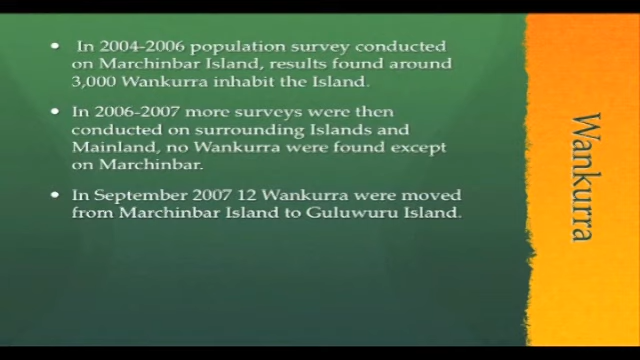 • In 2004-2006 population survey conducted
on Marchinbar Island, results found around
3,000 Wankurra inhabit the Island.
• In 2006-2007 more surveys were then
conducted on surrounding Islands and
Mainland, no Wankurra were found except
on Marchinbar.
• In September 2007 12 Wankurra were moved
from Marchinbar Island to Guluwuru Island.
Wankurra